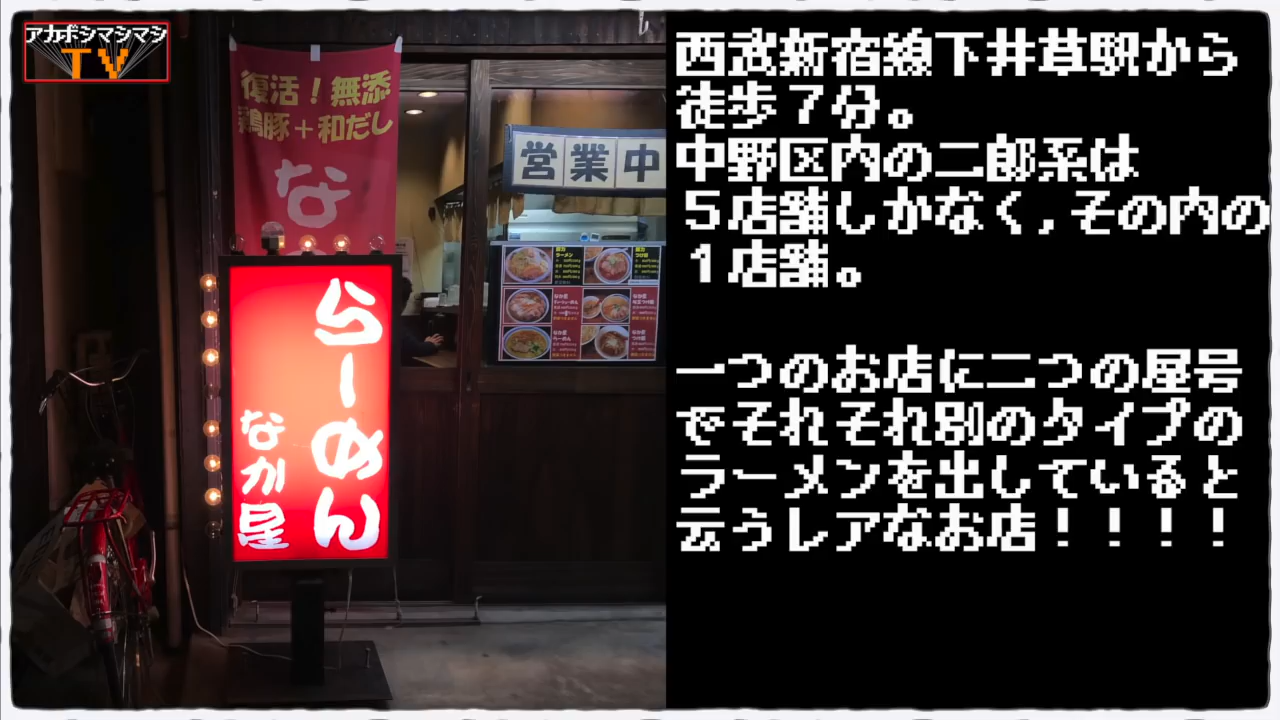 アカボシマシマシ
TV
復活！無添
鶏豚＋和だし
な
らーめん
なか屋
営業中
西武新宿線下井草駅から
徒歩７分。
中野区内の二郎系は
５店舗しかなく,その内の
１店舗。
一つのお店に二つの屋号
でそれぞれ別のタイプの
ラーメンを出していると
云うレアなお店！！！！